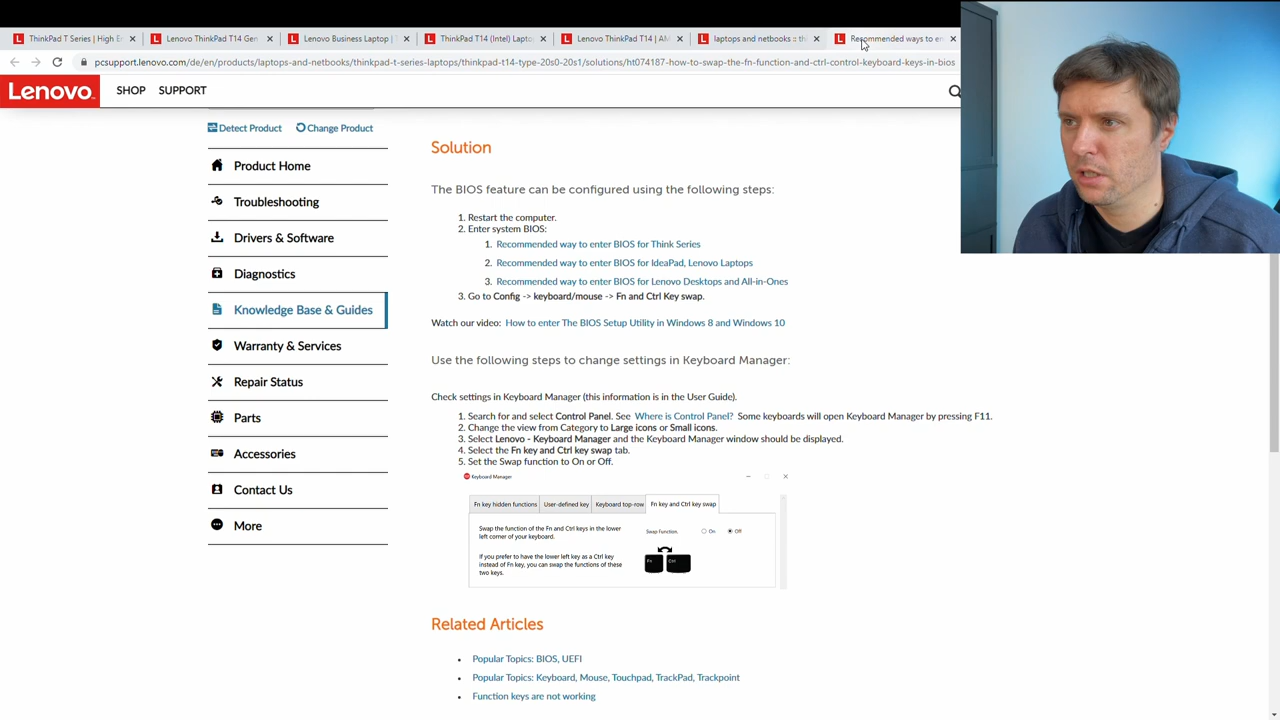 ThinkPad T Series | High E
Lenovo ThinkPad T14 Gen
Lenovo Business Laptop |
ThinkPad T14 (Intel) Lapto
Lenovo ThinkPad T14 | AM
laptops and netbooks :: th
Recommended ways to en
pcsupport.lenovo.com/de/en/products/laptops-and-netbooks/thinkpad-t-series-laptops/thinkpad-t14-type-20s0-20s1/solutions/ht074187-how-to-swap-the-fn-function-and-ctrl-control-keyboard-keys-in-bios
Lenovo
SHOP
SUPPORT
Detect Product
Change Product
Product Home
Troubleshooting
Drivers & Software
Diagnostics
Knowledge Base & Guides
Warranty & Services
Repair Status
Parts
Accessories
Contact Us
More
Solution
The BIOS feature can be configured using the following steps:
1. Restart the computer.
2. Enter system BIOS:
1. Recommended way to enter BIOS for Think Series
2. Recommended way to enter BIOS for IdeaPad, Lenovo Laptops
3. Recommended way to enter BIOS for Lenovo Desktops and All-in-Ones
3. Go to Config -> keyboard/mouse -> Fn and Ctrl Key swap.
Watch our video: How to enter The BIOS Setup Utility in Windows 8 and Windows 10
Use the following steps to change settings in Keyboard Manager:
Check settings in Keyboard Manager (this information is in the User Guide).
1. Search for and select Control Panel. See Where is Control Panel? Some keyboards will open Keyboard Manager by pressing F11.
2. Change the view from Category to Large icons or Small icons.
3. Select Lenovo - Keyboard Manager and the Keyboard Manager window should be displayed.
4. Select the Fn key and Ctrl key swap tab.
5. Set the Swap function to On or Off.
Keyboard Manager
Fn key hidden functions
User-defined key
Keyboard top-row
Fn key and Ctrl key swap
Swap the function of the Fn and Ctrl keys in the lower
left corner of your keyboard.
If you prefer to have the lower left key as a Ctrl key
instead of Fn key, you can swap the functions of these
two keys.
Swap Function.
On
Off
Fn
Ctrl
Related Articles
Popular Topics: BIOS, UEFI
Popular Topics: Keyboard, Mouse, Touchpad, TrackPad, Trackpoint
Function keys are not working